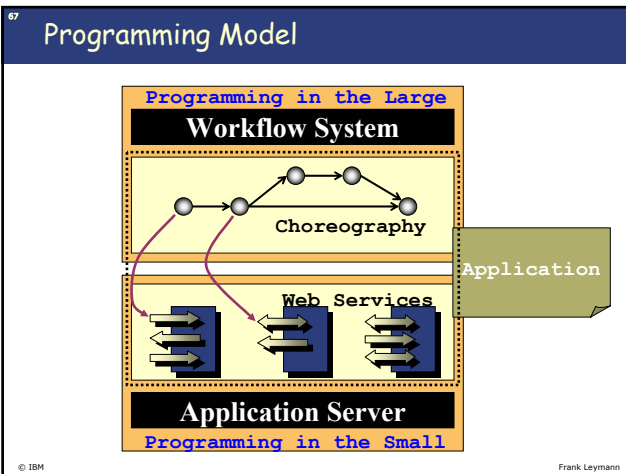 67
Programming Model
Programming in the Large
Workflow System
Choreography
Application
Web Services
Application Server
Programming in the Small
© IBM
Frank Leymann